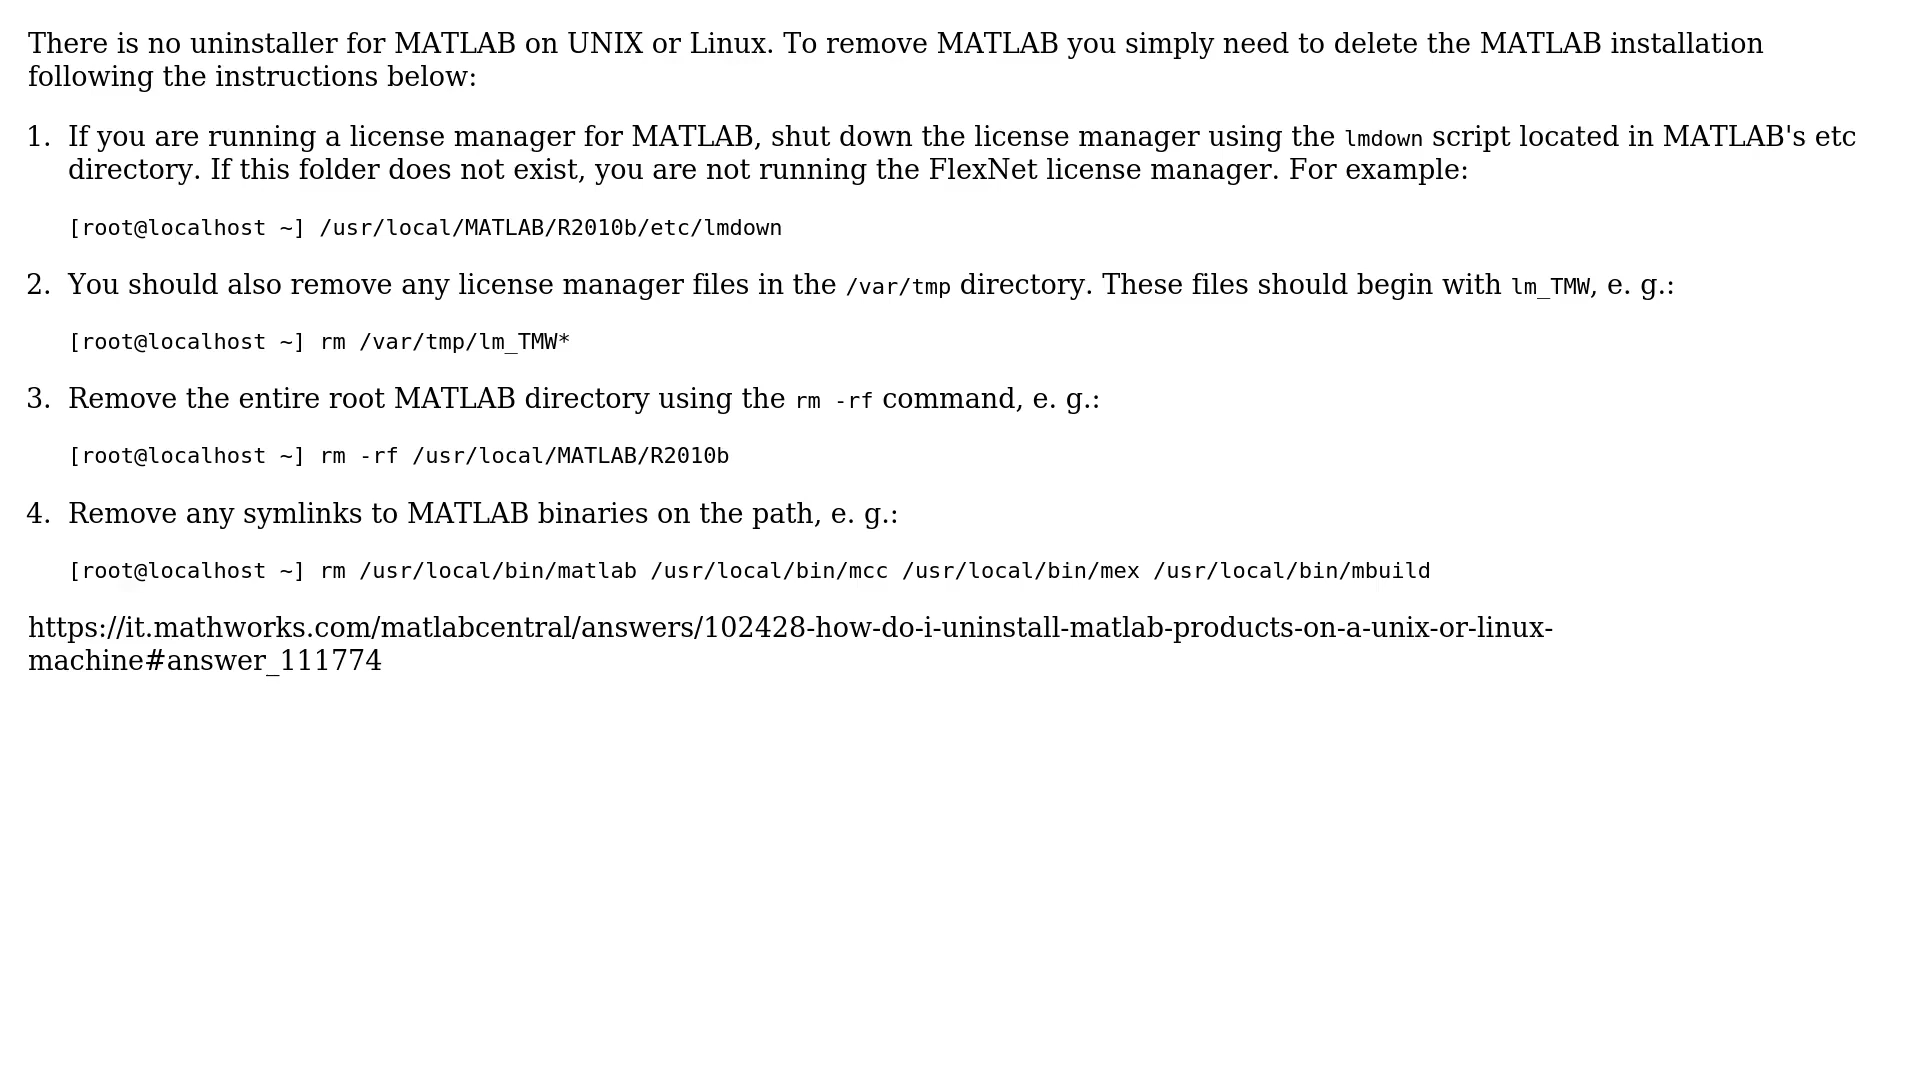 There is no uninstaller for MATLAB on UNIX or Linux. To remove MATLAB you simply need to delete the MATLAB installation
following the instructions below:
1. If you are running a license manager for MATLAB, shut down the license manager using the lmdown script located in MATLAB's etc
directory. If this folder does not exist, you are not running the FlexNet license manager. For example:
[root@localhost ~] /usr/local/MATLAB/R2010b/etc/lmdown
2. You should also remove any license manager files in the /var/tmp directory. These files should begin with lm_TMW, e. g.:
[root@localhost ~] rm /var/tmp/lm_TMW*
3. Remove the entire root MATLAB directory using the rm -rf command, e. g.:
[root@localhost ~] rm -rf /usr/local/MATLAB/R2010b
4. Remove any symlinks to MATLAB binaries on the path, e. g.:
[root@localhost ~] rm /usr/local/bin/matlab /usr/local/bin/mcc /usr/local/bin/mex /usr/local/bin/mbuild
https://it.mathworks.com/matlabcentral/answers/102428-how-do-i-uninstall-matlab-products-on-a-unix-or-linux-
machine#answer_111774